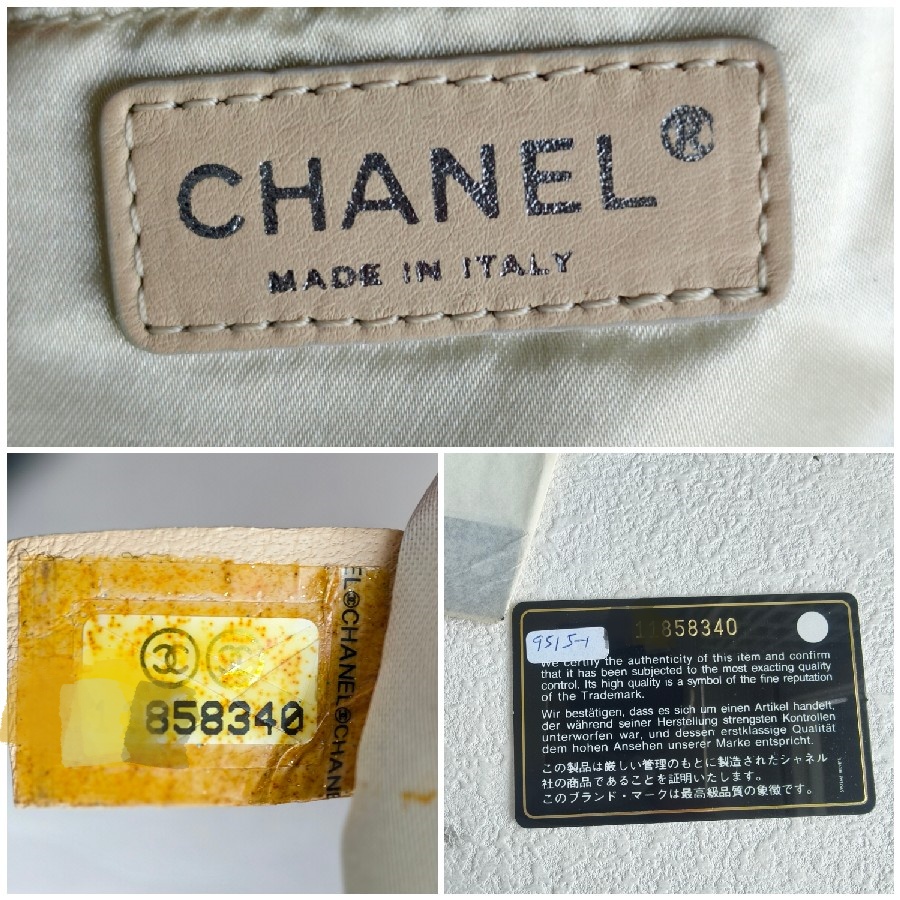 CHANEL®
MADE IN ITALY
EL®CHANEL®CHANE
858340
9515-1
11858340
We certify the authenticity of this item and confirm
that it has been subjected to the most exacting quality
control. Its high quality is a symbol of the fine reputation
of the Trademark.
Wir bestätigen, dass es sich um einen Artikel handelt,
der während seiner Herstellung strengsten Kontrollen
unterworfen war, und dessen erstklassige Qualität
dem hohen Ansehen unserer Marke entspricht.
この製品は厳しい管理のもとに製造されたシャネル
社の商品であることを証明いたします。
このブランド・マークは最高級品質の象徴です。